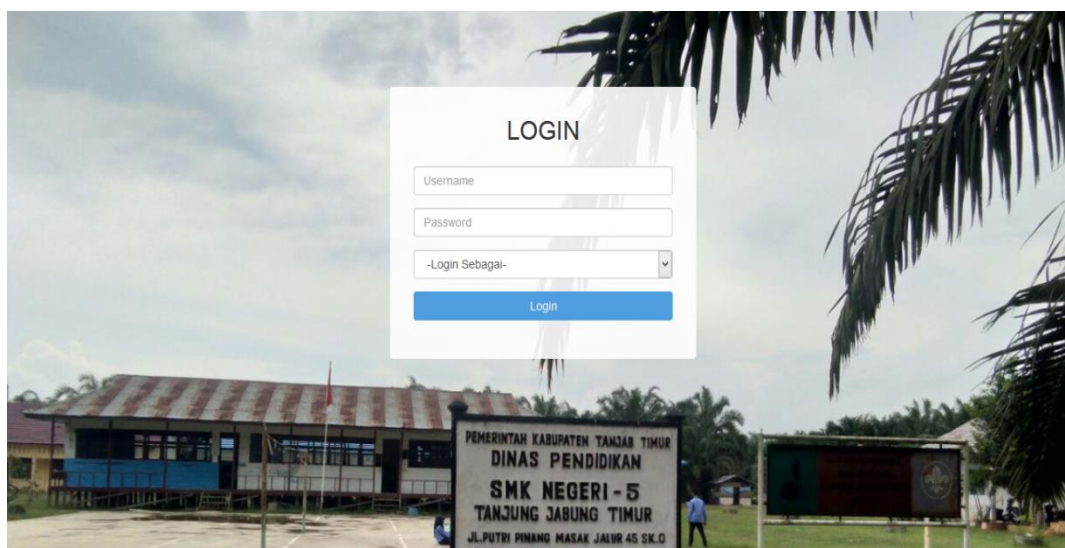 LOGIN
Username
Password
-Login Sebagai-
Login
PEMERINTAH KABUPATEN TANJAB TIMUR
DINAS PENDIDIKAN
SMK NEGERI - 5
TANJUNG JABUNG TIMUR
JL.PUTRI PINANG MASAK JALUR 45 SK.